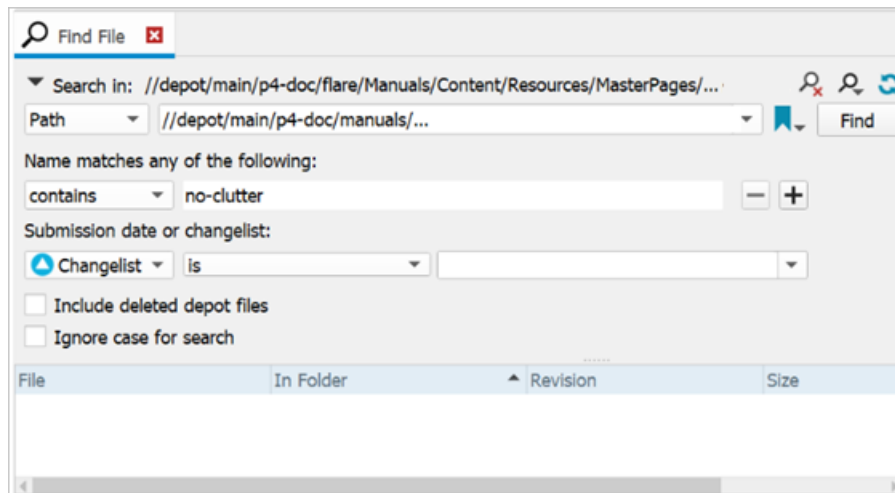 Find File
Search in: //depot/main/p4-doc/flare/Manuals/Content/Resources/MasterPages/...
Path //depot/main/p4-doc/manuals/... Find
Name matches any of the following:
contains no-clutter
Submission date or changelist:
Changelist is
Include deleted depot files
Ignore case for search
File In Folder Revision Size